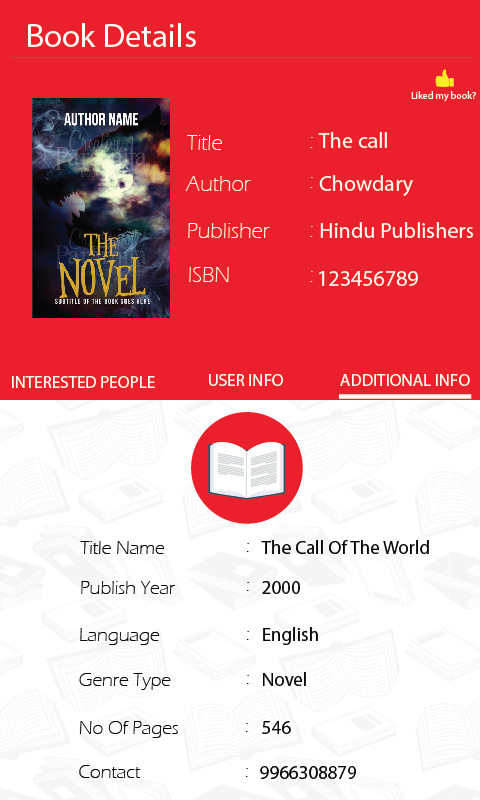 Book Details
Liked my book?
AUTHOR NAME
THE
NOVEL
SUBTITLE OF THE BOOK GOES HERE
Title : The call
Author : Chowdary
Publisher : Hindu Publishers
ISBN : 123456789
INTERESTED PEOPLE USER INFO ADDITIONAL INFO
Title Name : The Call Of The World
Publish Year : 2000
Language : English
Genre Type : Novel
No Of Pages : 546
Contact : 9966308879